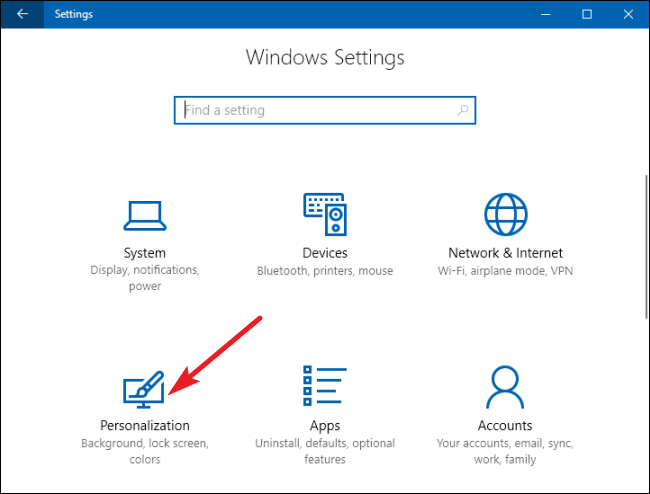 Settings
Windows Settings
Find a setting
System
Display, notifications,
power
Devices
Bluetooth, printers, mouse
Network & Internet
Wi-Fi, airplane mode, VPN
Personalization
Background, lock screen,
colors
Apps
Uninstall, defaults, optional
features
Accounts
Your accounts, email, sync,
work, family